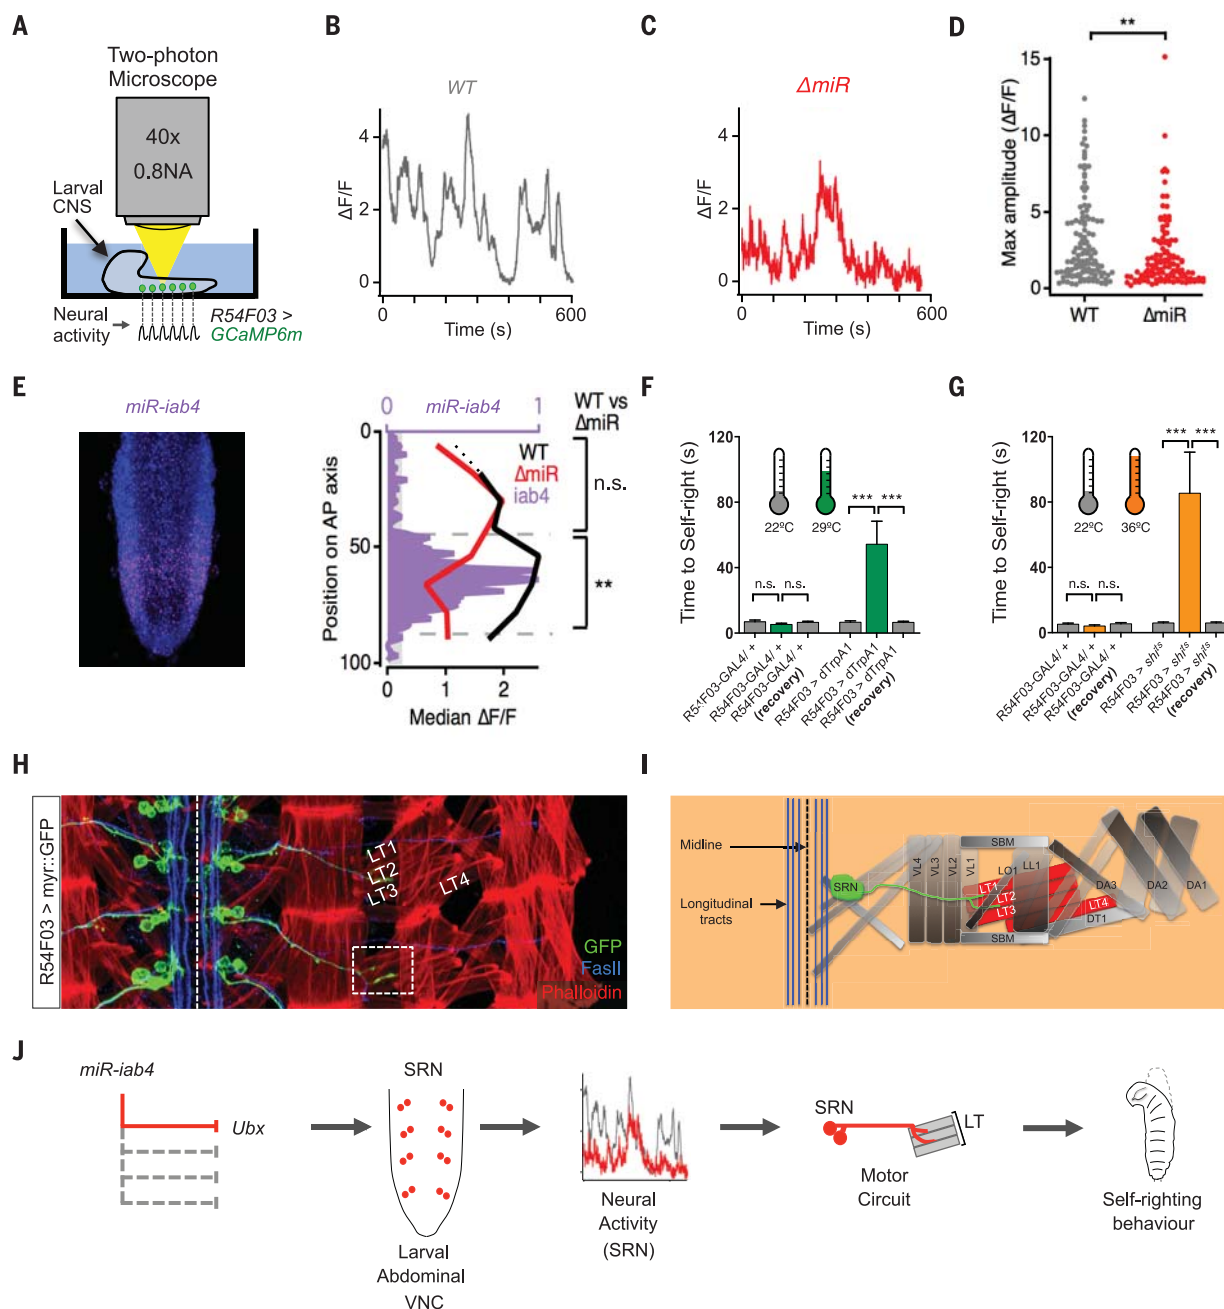 A
Two-photon
Microscope
40x
0.8NA
Larval
CNS
Neural
activity
R54F03 >
GCaMP6m
B
WT
ΔF/F
4
2
0
0
600
Time (s)
C
ΔmiR
ΔF/F
4
2
0
0
600
Time (s)
D
**
Max amplitude (ΔF/F)
15
10
5
0
WT
ΔmiR
E
miR-iab4
0
miR-iab4
1
WT vs
ΔmiR
Position on AP axis
0
50
100
WT
ΔmiR
iab4
n.s.
**
0
1
2
Median ΔF/F
F
Time to Self-right (s)
120
80
40
0
22ºC
29ºC
n.s.
n.s.
***
***
R54F03-GAL4/ +
R54F03-GAL4/ +
R54F03-GAL4/ +
(recovery)
R54F03 > dTrpA1
R54F03 > dTrpA1
R54F03 > dTrpA1
(recovery)
G
Time to Self-right (s)
120
80
40
0
22ºC
36ºC
n.s.
n.s.
***
***
R54F03-GAL4/ +
R54F03-GAL4/ +
R54F03-GAL4/ +
(recovery)
R54F03 > shiᵗˢ
R54F03 > shiᵗˢ
R54F03 > shiᵗˢ
(recovery)
H
R54F03 > myr::GFP
LT1
LT2
LT3
LT4
GFP
FasII
Phalloidin
I
Midline
Longitudinal
tracts
SRN
VL4
VL3
VL2
VL1
SBM
LO1
LL1
LT1
LT2
LT3
LT4
DT1
SBM
DA3
DA2
DA1
J
miR-iab4
Ubx
SRN
Larval
Abdominal
VNC
Neural
Activity
(SRN)
SRN
LT
Motor
Circuit
Self-righting
behaviour